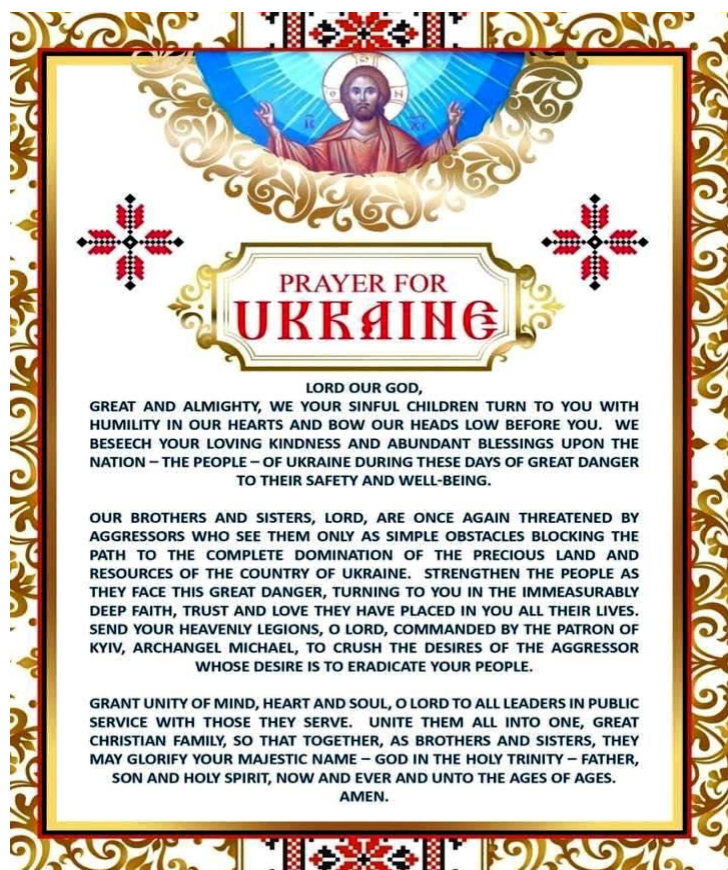 PRAYER FOR
UKRAINE
LORD OUR GOD,
GREAT AND ALMIGHTY, WE YOUR SINFUL CHILDREN TURN TO YOU WITH
HUMILITY IN OUR HEARTS AND BOW OUR HEADS LOW BEFORE YOU. WE
BESEECH YOUR LOVING KINDNESS AND ABUNDANT BLESSINGS UPON THE
NATION – THE PEOPLE – OF UKRAINE DURING THESE DAYS OF GREAT DANGER
TO THEIR SAFETY AND WELL-BEING.
OUR BROTHERS AND SISTERS, LORD, ARE ONCE AGAIN THREATENED BY
AGGRESSORS WHO SEE THEM ONLY AS SIMPLE OBSTACLES BLOCKING THE
PATH TO THE COMPLETE DOMINATION OF THE PRECIOUS LAND AND
RESOURCES OF THE COUNTRY OF UKRAINE. STRENGTHEN THE PEOPLE AS
THEY FACE THIS GREAT DANGER, TURNING TO YOU IN THE IMMEASURABLY
DEEP FAITH, TRUST AND LOVE THEY HAVE PLACED IN YOU ALL THEIR LIVES.
SEND YOUR HEAVENLY LEGIONS, O LORD, COMMANDED BY THE PATRON OF
KYIV, ARCHANGEL MICHAEL, TO CRUSH THE DESIRES OF THE AGGRESSOR
WHOSE DESIRE IS TO ERADICATE YOUR PEOPLE.
GRANT UNITY OF MIND, HEART AND SOUL, O LORD TO ALL LEADERS IN PUBLIC
SERVICE WITH THOSE THEY SERVE. UNITE THEM ALL INTO ONE, GREAT
CHRISTIAN FAMILY, SO THAT TOGETHER, AS BROTHERS AND SISTERS, THEY
MAY GLORIFY YOUR MAJESTIC NAME – GOD IN THE HOLY TRINITY – FATHER,
SON AND HOLY SPIRIT, NOW AND EVER AND UNTO THE AGES OF AGES.
AMEN.